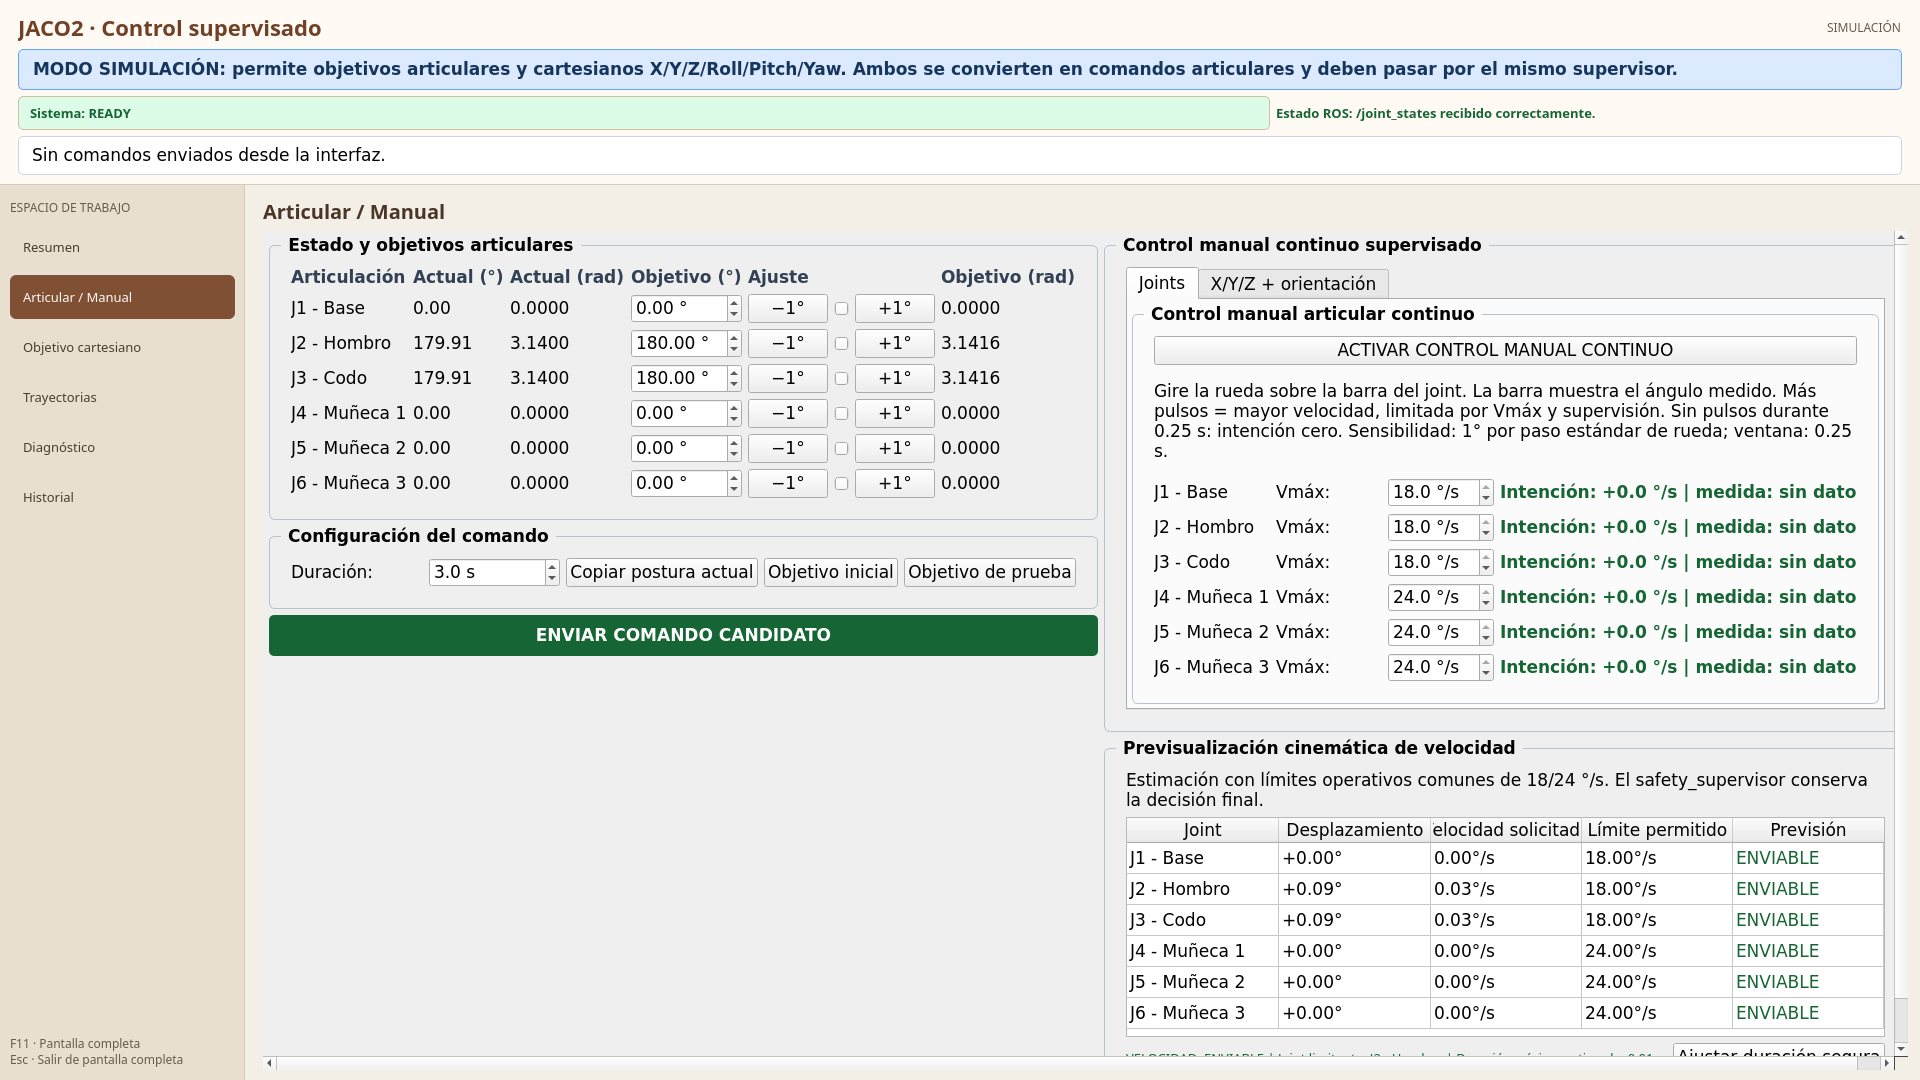 JACO2 · Control supervisado
SIMULACIÓN
MODO SIMULACIÓN: permite objetivos articulares y cartesianos X/Y/Z/Roll/Pitch/Yaw. Ambos se convierten en comandos articulares y deben pasar por el mismo supervisor.
Sistema: READY
Estado ROS: /joint_states recibido correctamente.
Sin comandos enviados desde la interfaz.
ESPACIO DE TRABAJO
Resumen
Articular / Manual
Objetivo cartesiano
Trayectorias
Diagnóstico
Historial
F11 · Pantalla completa
Esc · Salir de pantalla completa
Articular / Manual
Estado y objetivos articulares
Articulación Actual (°) Actual (rad) Objetivo (°) Ajuste Objetivo (rad)
J1 - Base 0.00 0.0000 0.00 ° −1° +1° 0.0000
J2 - Hombro 179.91 3.1400 180.00 ° −1° +1° 3.1416
J3 - Codo 179.91 3.1400 180.00 ° −1° +1° 3.1416
J4 - Muñeca 1 0.00 0.0000 0.00 ° −1° +1° 0.0000
J5 - Muñeca 2 0.00 0.0000 0.00 ° −1° +1° 0.0000
J6 - Muñeca 3 0.00 0.0000 0.00 ° −1° +1° 0.0000
Configuración del comando
Duración: 3.0 s Copiar postura actual Objetivo inicial Objetivo de prueba
ENVIAR COMANDO CANDIDATO
Control manual continuo supervisado
Joints X/Y/Z + orientación
Control manual articular continuo
ACTIVAR CONTROL MANUAL CONTINUO
Gire la rueda sobre la barra del joint. La barra muestra el ángulo medido. Más
pulsos = mayor velocidad, limitada por Vmáx y supervisión. Sin pulsos durante
0.25 s: intención cero. Sensibilidad: 1° por paso estándar de rueda; ventana: 0.25
s.
J1 - Base Vmáx: 18.0 °/s Intención: +0.0 °/s | medida: sin dato
J2 - Hombro Vmáx: 18.0 °/s Intención: +0.0 °/s | medida: sin dato
J3 - Codo Vmáx: 18.0 °/s Intención: +0.0 °/s | medida: sin dato
J4 - Muñeca 1 Vmáx: 24.0 °/s Intención: +0.0 °/s | medida: sin dato
J5 - Muñeca 2 Vmáx: 24.0 °/s Intención: +0.0 °/s | medida: sin dato
J6 - Muñeca 3 Vmáx: 24.0 °/s Intención: +0.0 °/s | medida: sin dato
Previsualización cinemática de velocidad
Estimación con límites operativos comunes de 18/24 °/s. El safety_supervisor conserva
la decisión final.
Joint Desplazamiento elocidad solicitad Límite permitido Previsión
J1 - Base +0.00° 0.00°/s 18.00°/s ENVIABLE
J2 - Hombro +0.09° 0.03°/s 18.00°/s ENVIABLE
J3 - Codo +0.09° 0.03°/s 18.00°/s ENVIABLE
J4 - Muñeca 1 +0.00° 0.00°/s 24.00°/s ENVIABLE
J5 - Muñeca 2 +0.00° 0.00°/s 24.00°/s ENVIABLE
J6 - Muñeca 3 +0.00° 0.00°/s 24.00°/s ENVIABLE
Ajustar duración segura